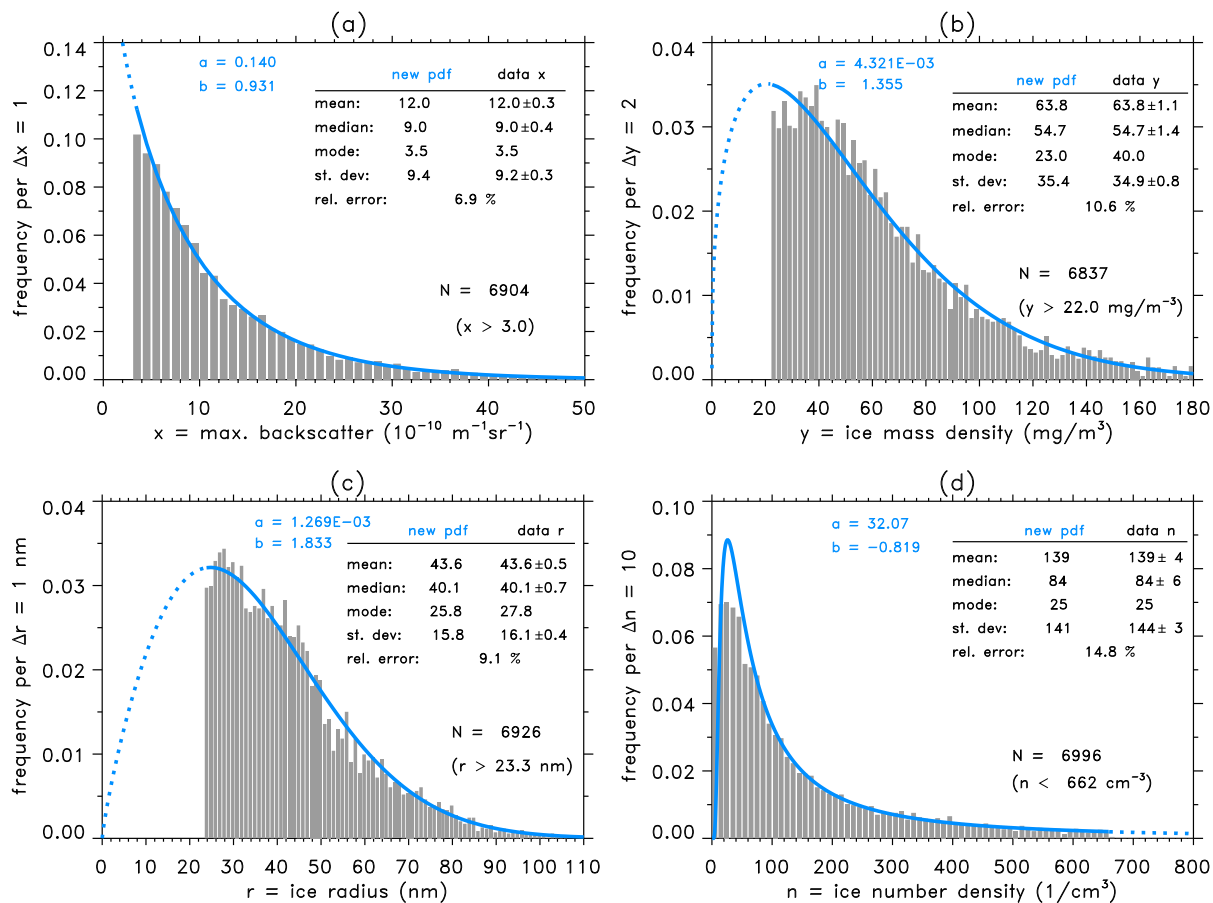 (a)
a = 0.140
b = 0.931
new pdf data x
mean: 12.0 12.0±0.3
median: 9.0 9.0±0.4
mode: 3.5 3.5
st. dev: 9.4 9.2±0.3
rel. error: 6.9 %
N = 6904
(x > 3.0)
frequency per Δx = 1
0.14
0.12
0.10
0.08
0.06
0.04
0.02
0.00
0 10 20 30 40 50
x = max. backscatter (10⁻¹⁰ m⁻¹sr⁻¹)
(b)
a = 4.321E−03
b = 1.355
new pdf data y
mean: 63.8 63.8±1.1
median: 54.7 54.7±1.4
mode: 23.0 40.0
st. dev: 35.4 34.9±0.8
rel. error: 10.6 %
N = 6837
(y > 22.0 mg/m⁻³)
frequency per Δy = 2
0.04
0.03
0.02
0.01
0.00
0 20 40 60 80 100 120 140 160 180
y = ice mass density (mg/m³)
(c)
a = 1.269E−03
b = 1.833
new pdf data r
mean: 43.6 43.6±0.5
median: 40.1 40.1±0.7
mode: 25.8 27.8
st. dev: 15.8 16.1±0.4
rel. error: 9.1 %
N = 6926
(r > 23.3 nm)
frequency per Δr = 1 nm
0.04
0.03
0.02
0.01
0.00
0 10 20 30 40 50 60 70 80 90 100 110
r = ice radius (nm)
(d)
a = 32.07
b = −0.819
new pdf data n
mean: 139 139± 4
median: 84 84± 6
mode: 25 25
st. dev: 141 144± 3
rel. error: 14.8 %
N = 6996
(n < 662 cm⁻³)
frequency per Δn = 10
0.10
0.08
0.06
0.04
0.02
0.00
0 100 200 300 400 500 600 700 800
n = ice number density (1/cm³)